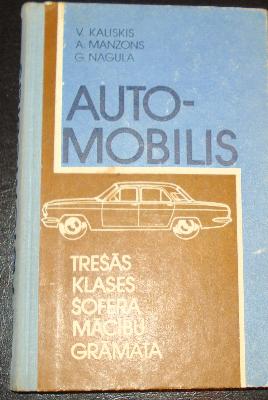 V. KALISKIS
A. MANZONS
G. NAGULA
AUTO-
MOBILIS
TREŠĀS
KLASES
ŠOFERA
MĀCĪBU
GRĀMATA